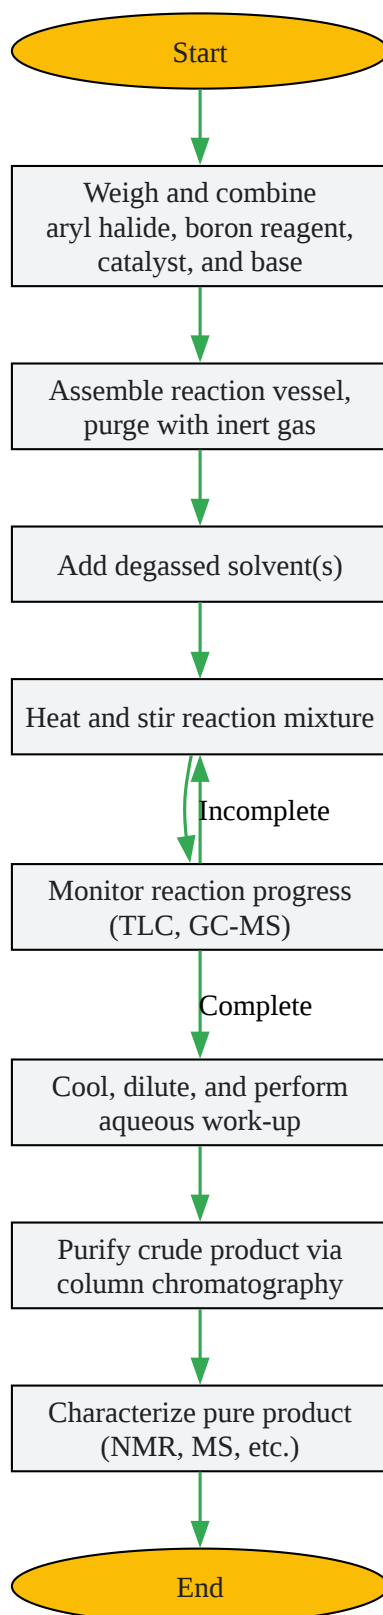 Start
Weigh and combine
aryl halide, boron reagent,
catalyst, and base
Assemble reaction vessel,
purge with inert gas
Add degassed solvent(s)
Heat and stir reaction mixture
Incomplete
Monitor reaction progress
(TLC, GC-MS)
Complete
Cool, dilute, and perform
aqueous work-up
Purify crude product via
column chromatography
Characterize pure product
(NMR, MS, etc.)
End